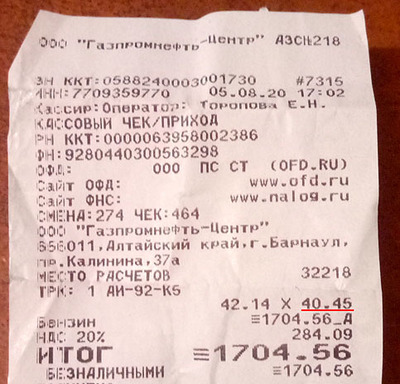 ООО "Газпромнефть-Центр" АЗС№218
ЗН ККТ:0588240003001730 #7315
ИНН:7709359770 05.08.20 17:02
Кассир:Оператор: Торопова Е.Н.
КАССОВЫЙ ЧЕК/ПРИХОД
РН ККТ:0000063958002386
ФН:9280440300563298
ОФД: ООО ПС СТ (OFD.RU)
Сайт ОФД: www.ofd.ru
Сайт ФНС: www.nalog.ru
СМЕНА:274 ЧЕК:464
ООО "Газпромнефть-Центр"
656011,Алтайский край,г.Барнаул,
пр.Калинина,37а
МЕСТО РАСЧЕТОВ 32218
ТРК: 1 АИ-92-К5
42.14 X 40.45
Бензин ≡1704.56_А
НДС 20% 284.09
ИТОГ ≡1704.56
БЕЗНАЛИЧНЫМИ ≡1704.56